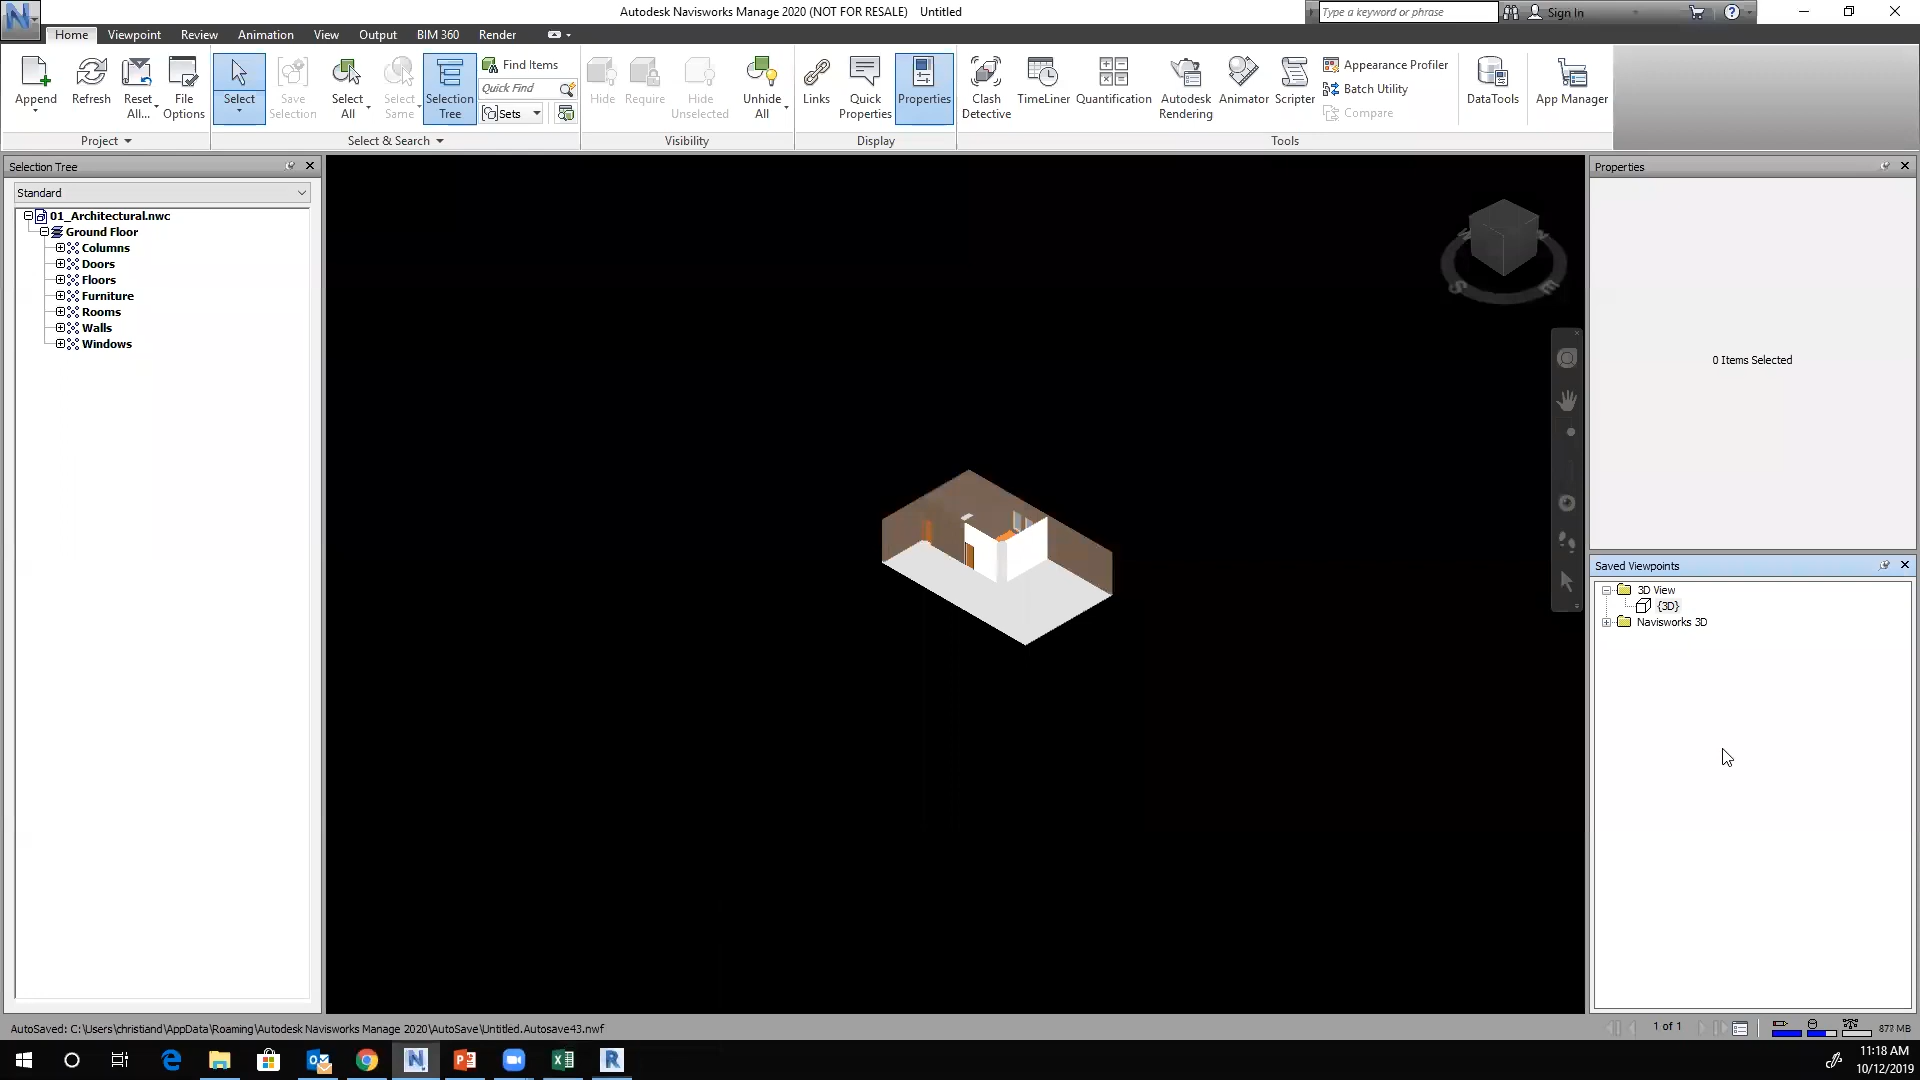 Autodesk Navisworks Manage 2020 (NOT FOR RESALE) Untitled
Type a keyword or phrase
Sign In
Home Viewpoint Review Animation View Output BIM 360 Render
Append
Refresh
Reset All...
File Options
Project
Select
Save Selection
Select All
Select Same
Selection Tree
Find Items
Quick Find
Sets
Select & Search
Hide
Require
Hide Unselected
Unhide All
Visibility
Links
Quick Properties
Properties
Display
Clash Detective
TimeLiner
Quantification
Autodesk Rendering
Animator
Scripter
Appearance Profiler
Batch Utility
Compare
DataTools
App Manager
Tools
Selection Tree
Standard
01_Architectural.nwc
Ground Floor
Columns
Doors
Floors
Furniture
Rooms
Walls
Windows
S
E
Properties
0 Items Selected
Saved Viewpoints
3D View
{3D}
Navisworks 3D
AutoSaved: C:\Users\christiand\AppData\Roaming\Autodesk Navisworks Manage 2020\AutoSave\Untitled.Autosave43.nwf
1 of 1
877 MB
11:18 AM
10/12/2019